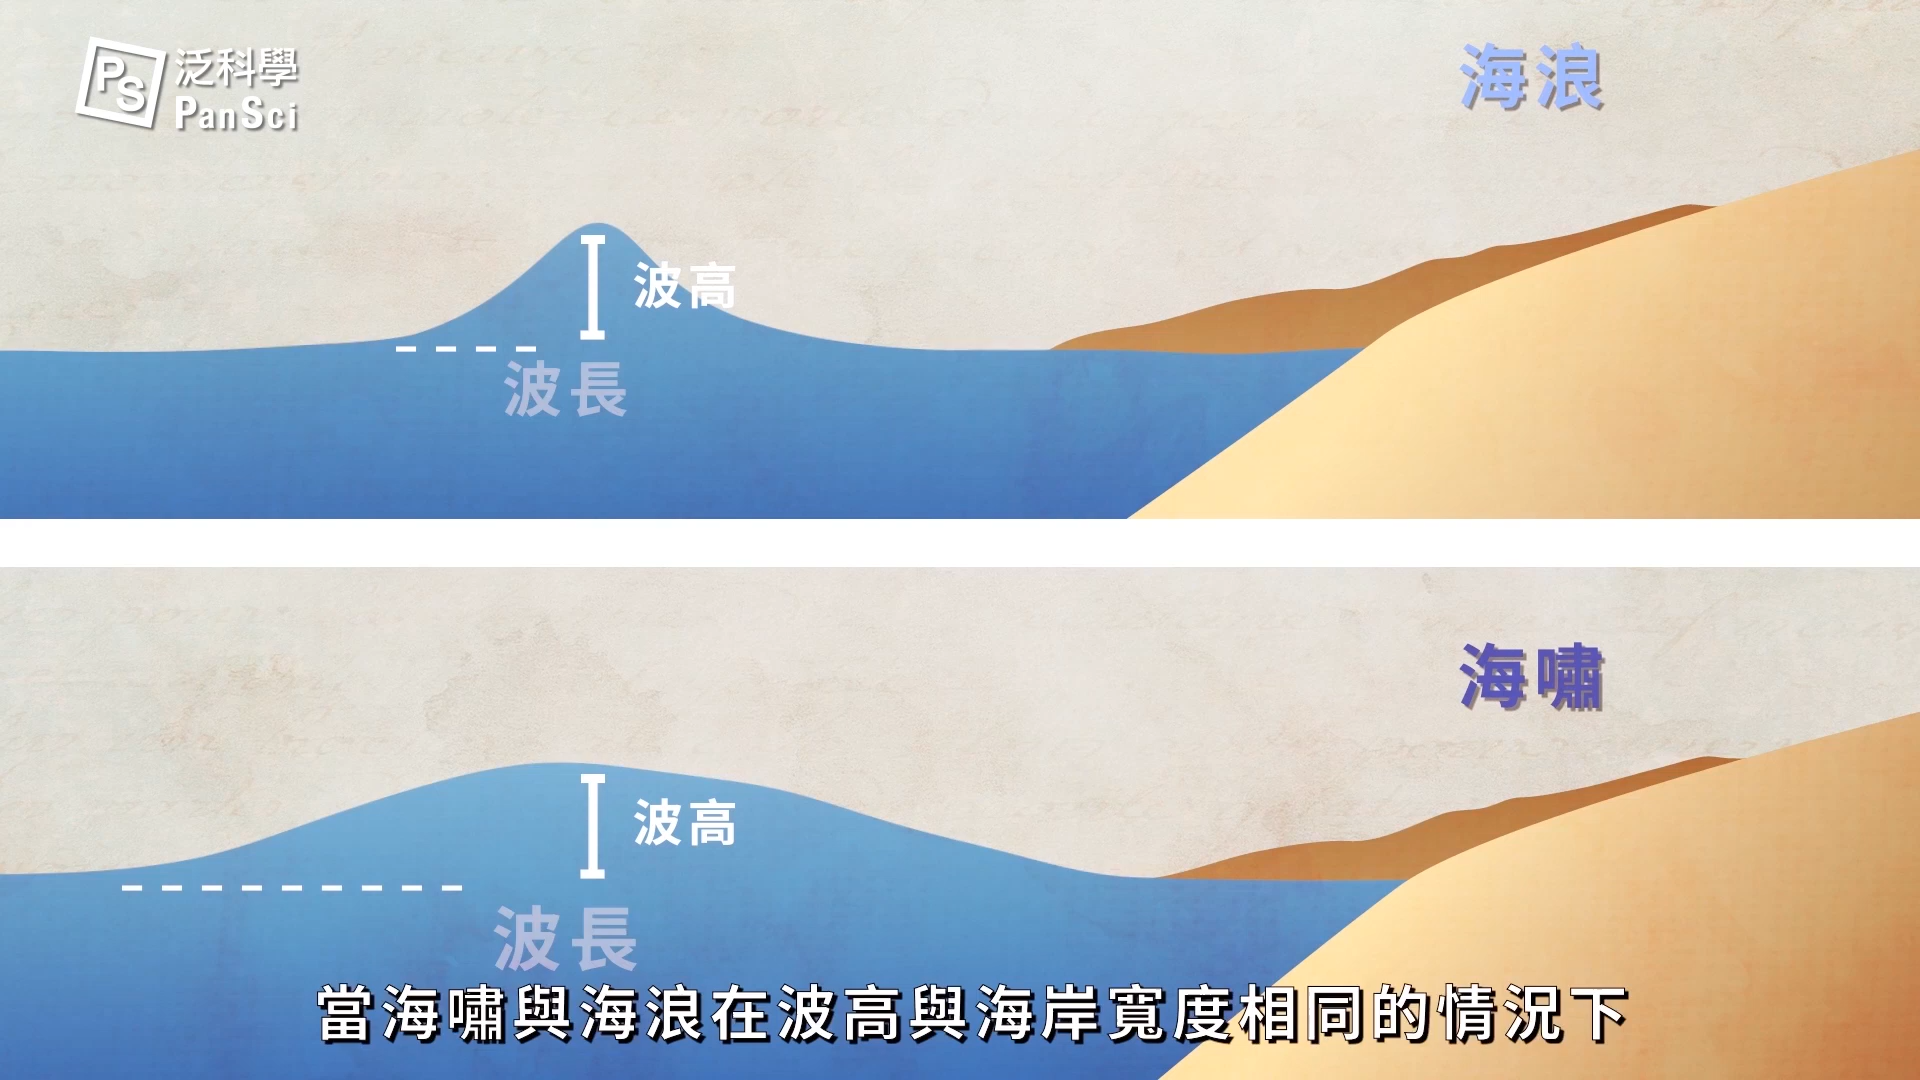 PS 泛科學
PanSci
海浪
波高
波長
海嘯
波高
波長
當海嘯與海浪在波高與海岸寬度相同的情況下